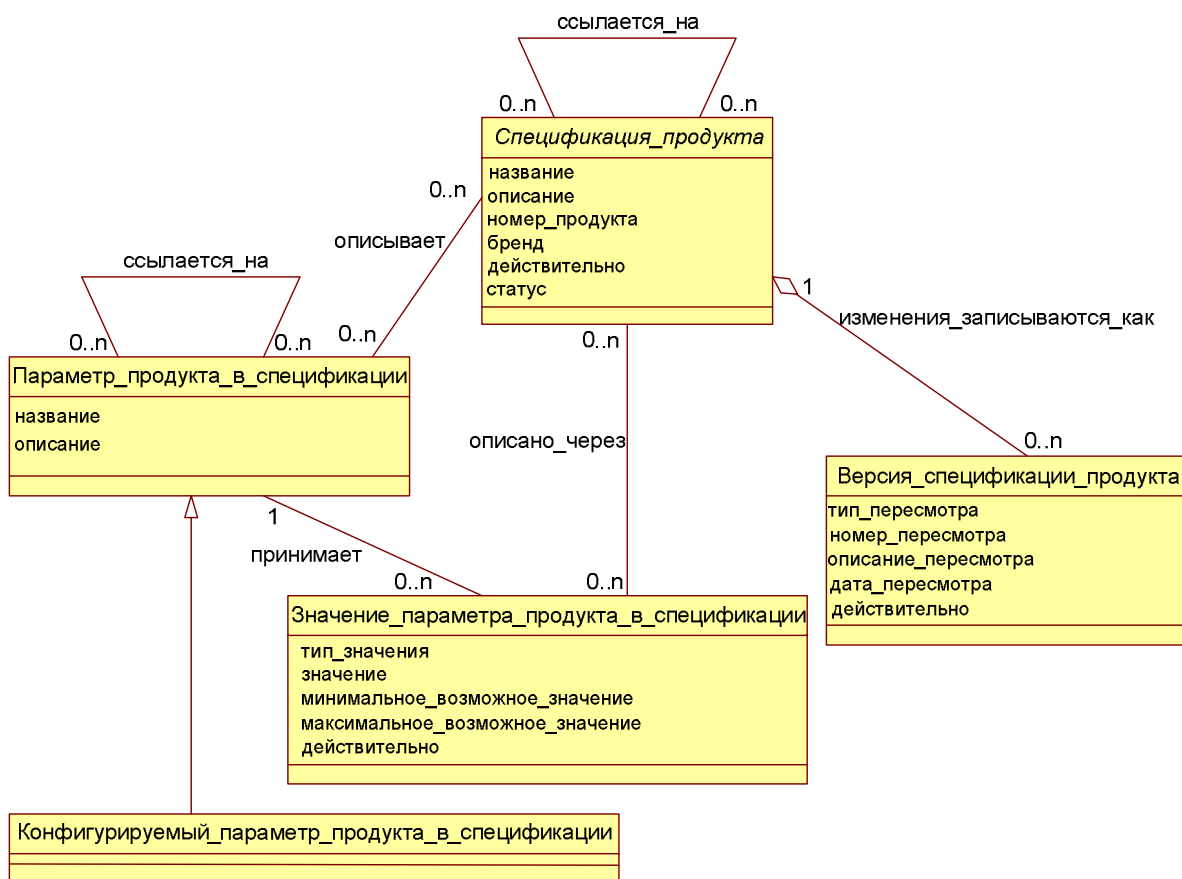 ссылается_на
0..n
0..n
Спецификация_продукта
название
описание
номер_продукта
бренд
действительно
статус
0..n
описывает
0..n
ссылается_на
0..n
0..n
Параметр_продукта_в_спецификации
название
описание
1
изменения_записываются_как
0..n
0..n
описано_через
0..n
Версия_спецификации_продукта
тип_пересмотра
номер_пересмотра
описание_пересмотра
дата_пересмотра
действительно
1
принимает
0..n
Значение_параметра_продукта_в_спецификации
тип_значения
значение
минимальное_возможное_значение
максимальное_возможное_значение
действительно
Конфигурируемый_параметр_продукта_в_спецификации